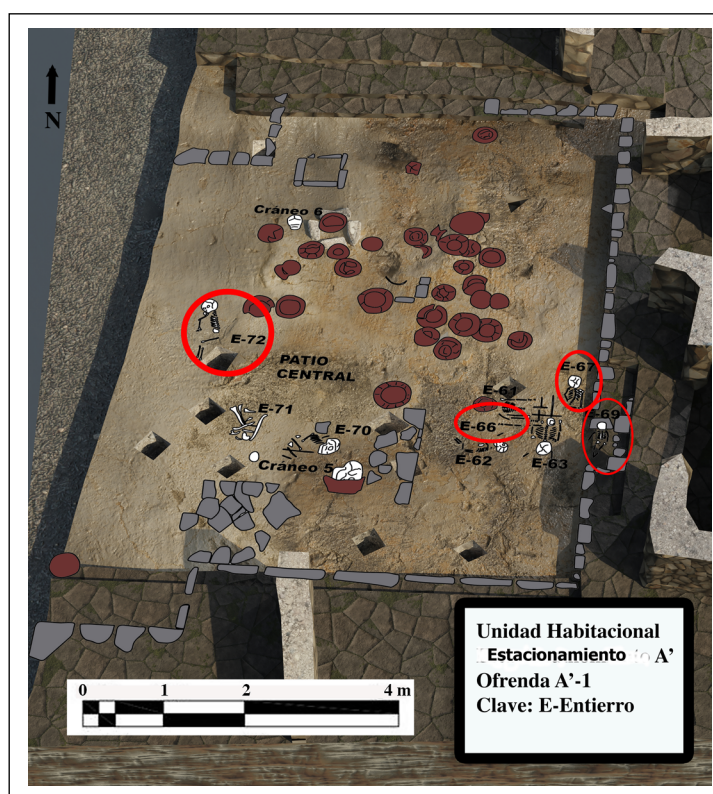 N
Cráneo 6
E-72
PATIO
CENTRAL
E-67
E-61
E-66
E-69
E-71
E-70
E-62
E-63
Cráneo 5
Unidad Habitacional
Estacionamiento A'
Ofrenda A'-1
Clave: E-Entierro
0 1 2 4 m